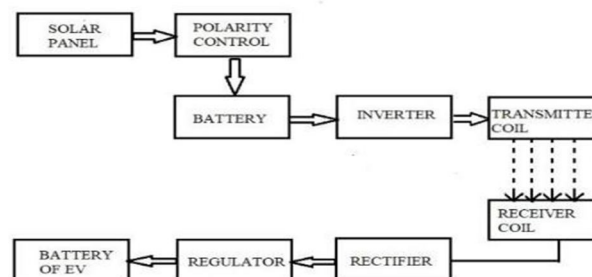 SOLAR
PANEL
POLARITY
CONTROL
BATTERY
INVERTER
TRANSMITTE
COIL
RECEIVER
COIL
RECTIFIER
REGULATOR
BATTERY
OF EV